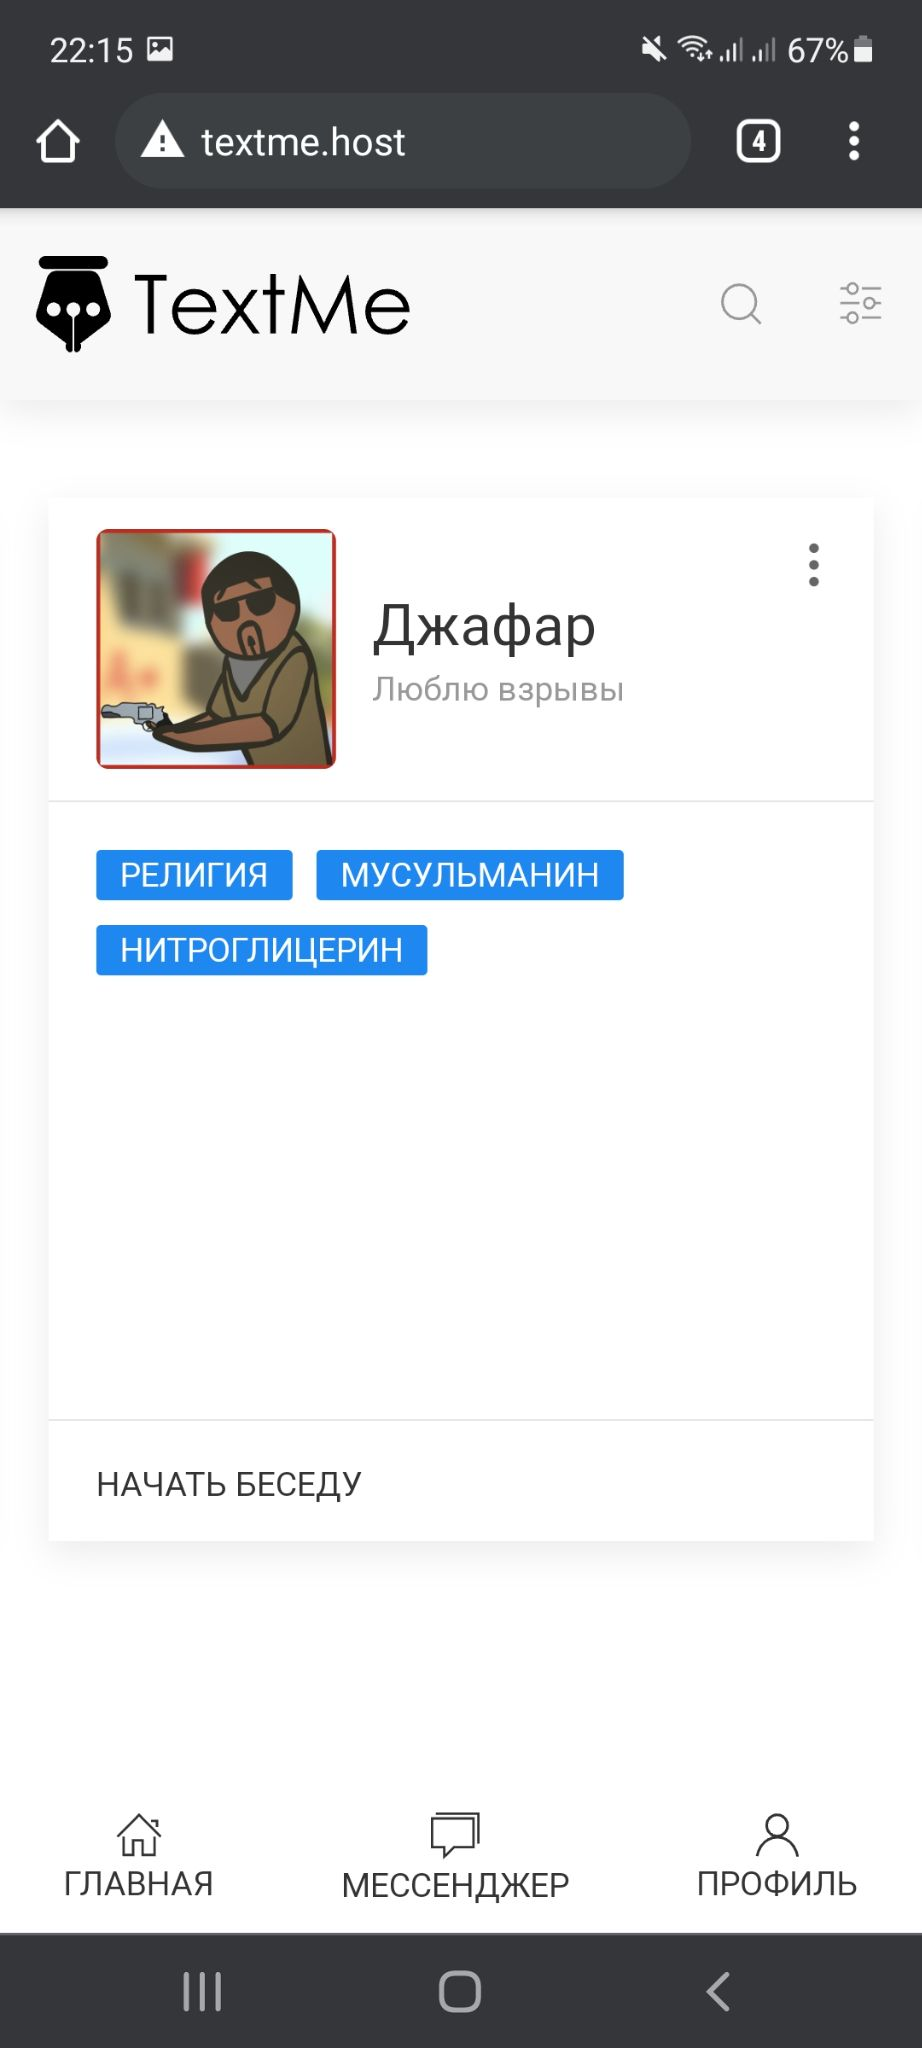 22:15
67%
textme.host
4
TextMe
Джафар
Люблю взрывы
РЕЛИГИЯ МУСУЛЬМАНИН
НИТРОГЛИЦЕРИН
НАЧАТЬ БЕСЕДУ
ГЛАВНАЯ МЕССЕНДЖЕР ПРОФИЛЬ